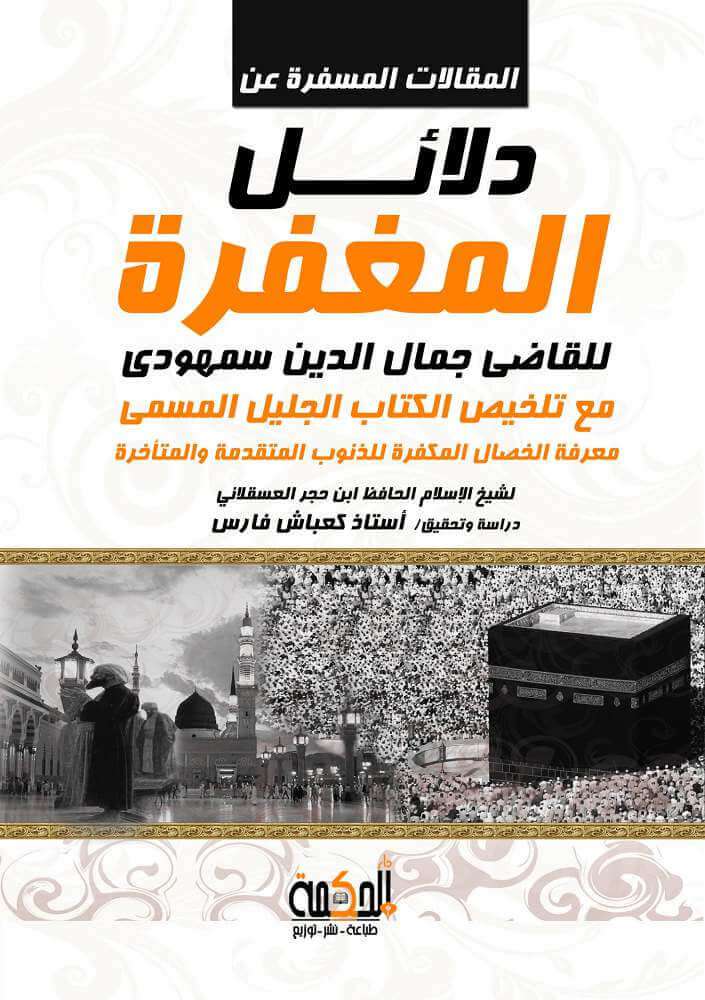 المقالات المسفرة عن
دلائل
المغفرة
للقاضى جمال الدين سمهودى
مع تلخيص الكتاب الجليل المسمى
معرفة الخصال المكفرة للذنوب المتقدمة والمتأخرة
لشيخ الإسلام الحافظ ابن حجر العسقلاني
دراسة وتحقيق/ أستاذ كعباش فارس
دار
الحكمة
طباعة - نشر - توزيع